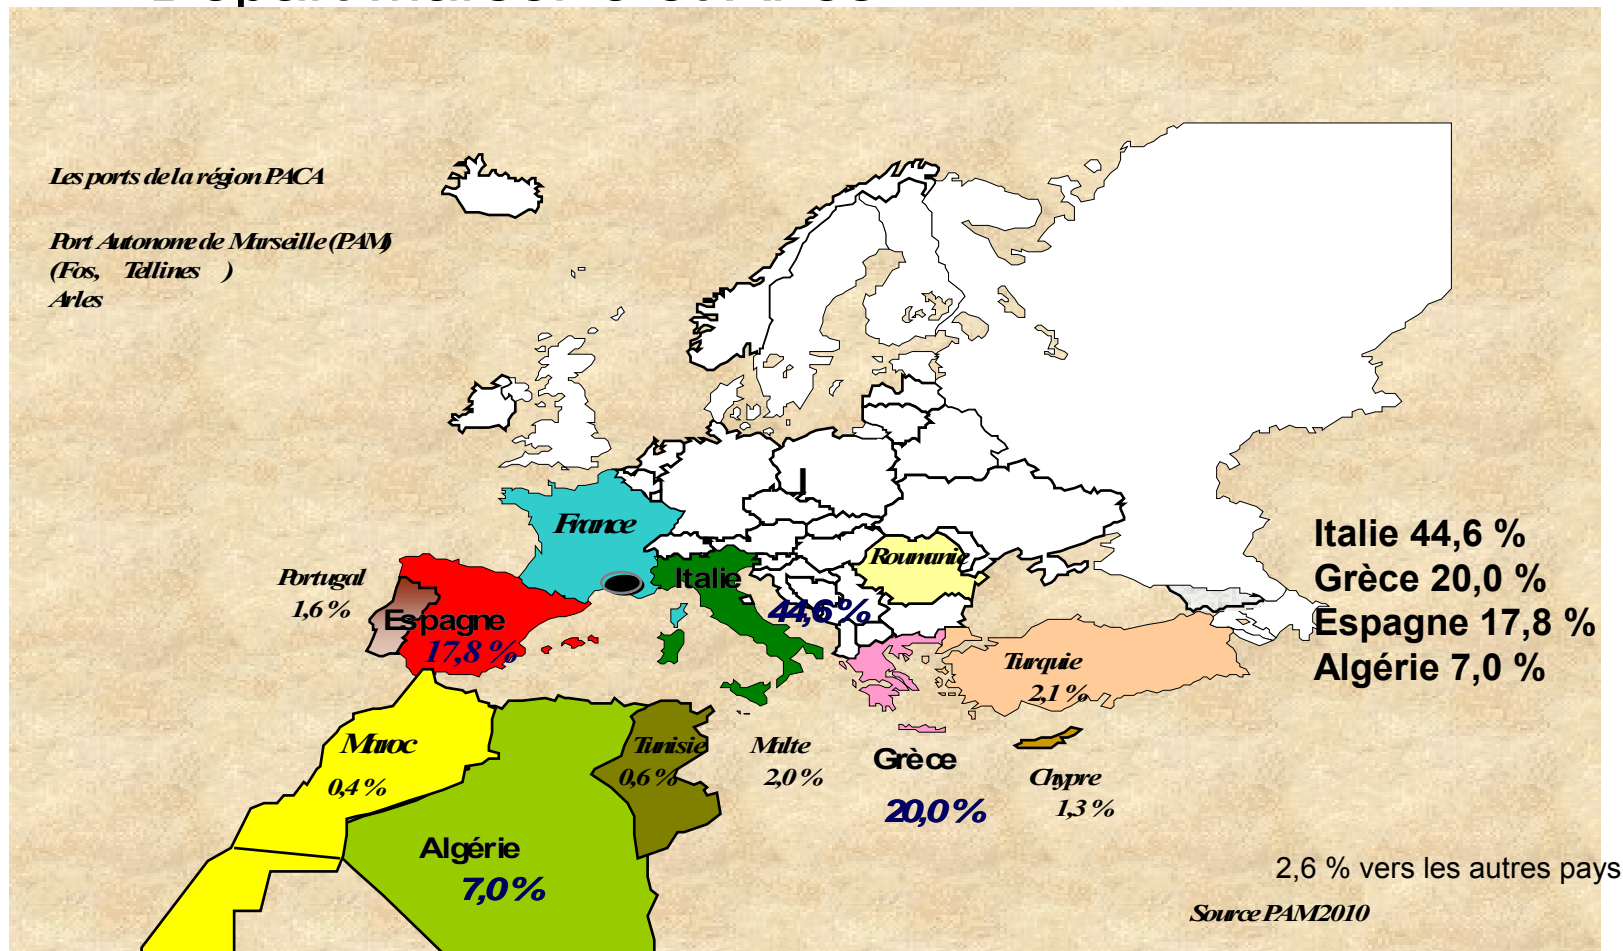 Les ports de la région PACA
Port Autonome de Marseille (PAM)
(Fos, Tellines )
Arles
France
Roumanie
Italie
44,6 %
Portugal
1,6 %
Espagne
17,8 %
Turquie
2,1 %
Maroc
0,4 %
Tunisie
0,6 %
Malte
2,0 %
Grèce
20,0 %
Chypre
1,3 %
Algérie
7,0 %
Italie 44,6 %
Grèce 20,0 %
Espagne 17,8 %
Algérie 7,0 %
2,6 % vers les autres pays
Source PAM 2010